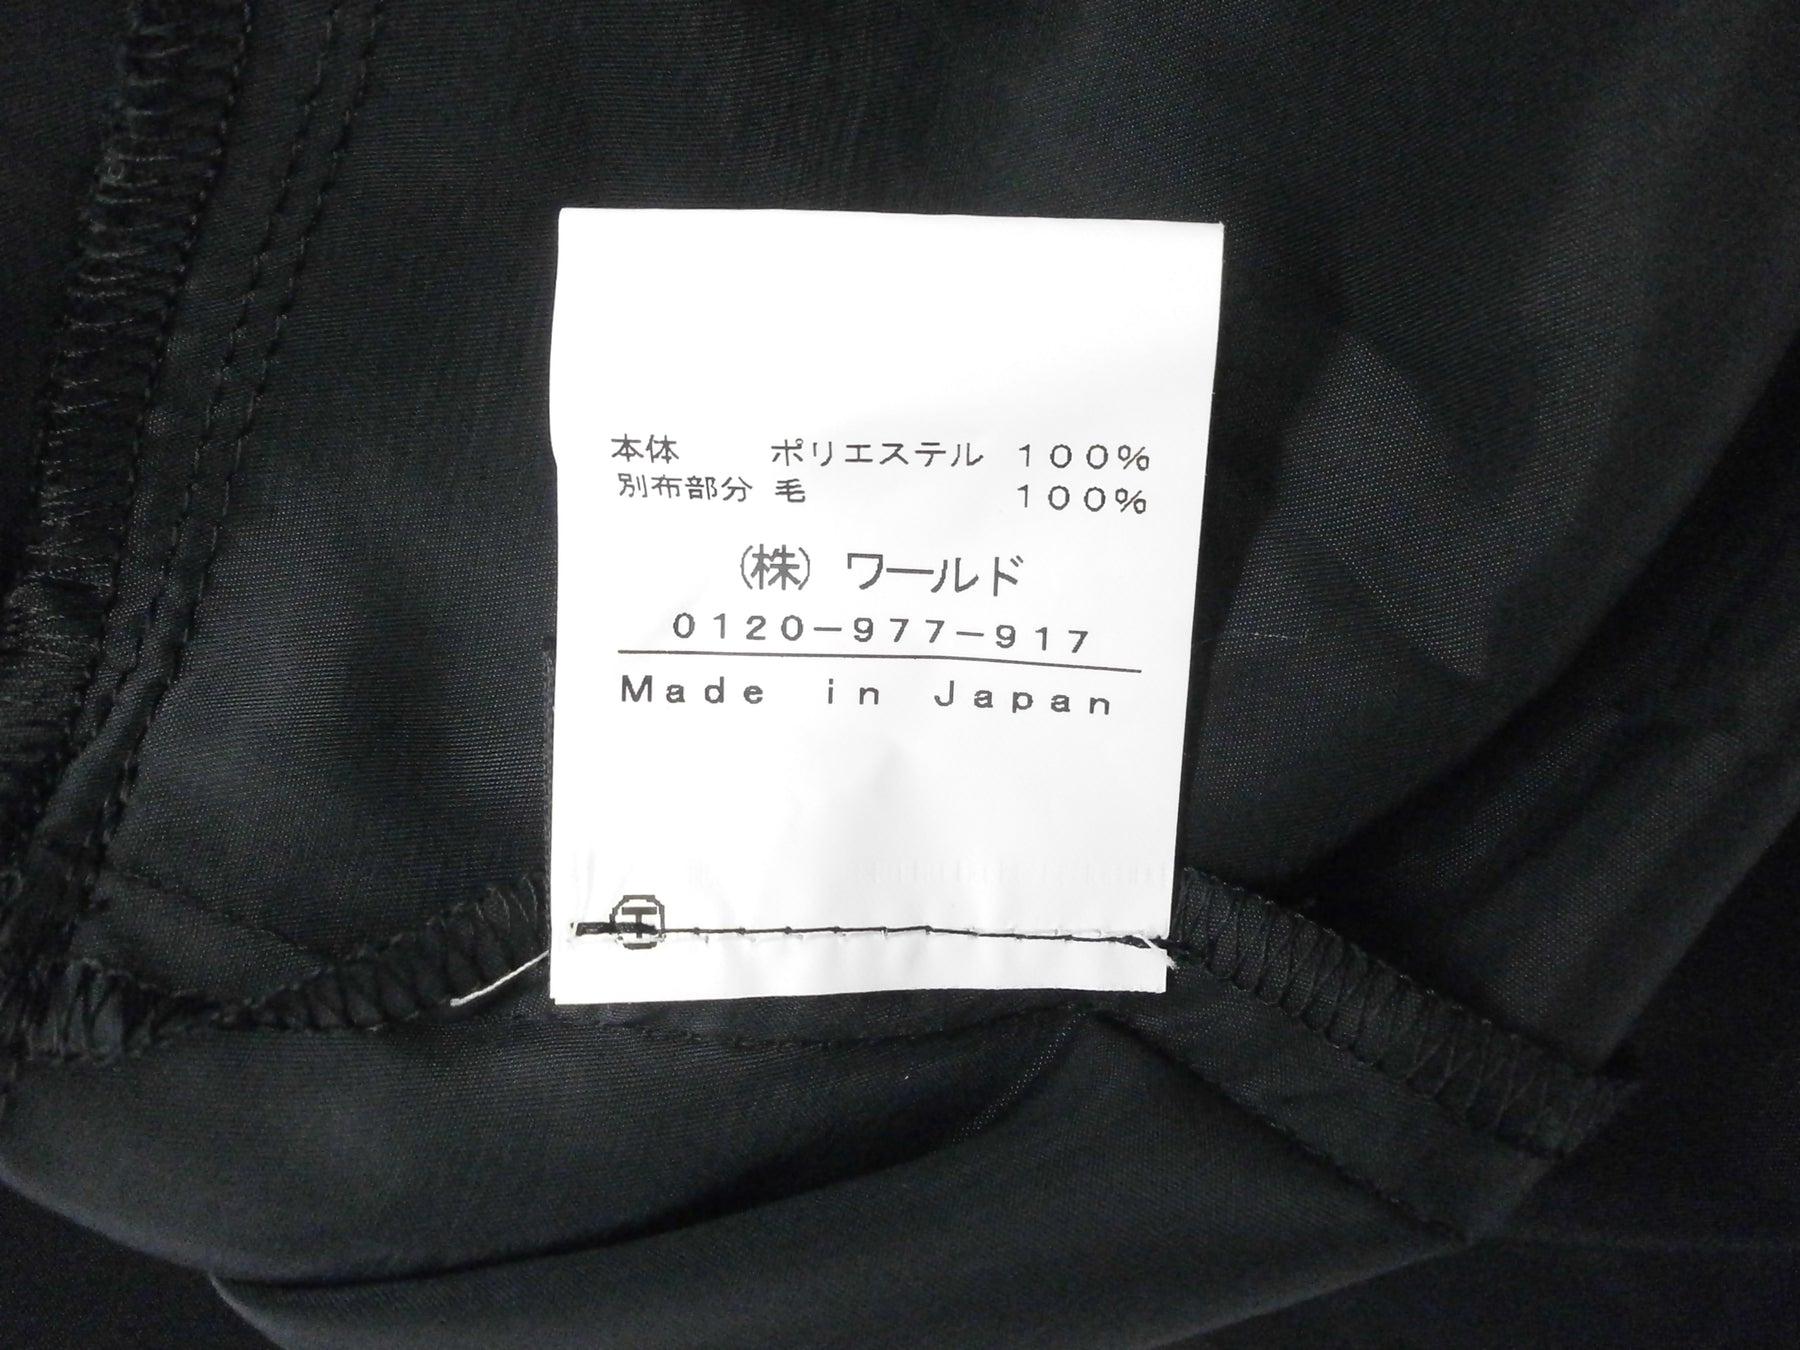 本体 ポリエステル 100%
別布部分 毛 100%
(株) ワールド
0120-977-917
Made in Japan